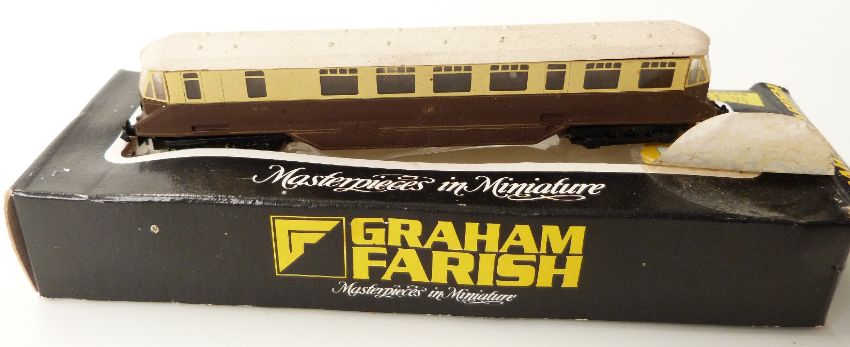 Masterpieces in Miniature
GRAHAM
FARISH
Masterpieces in Miniature